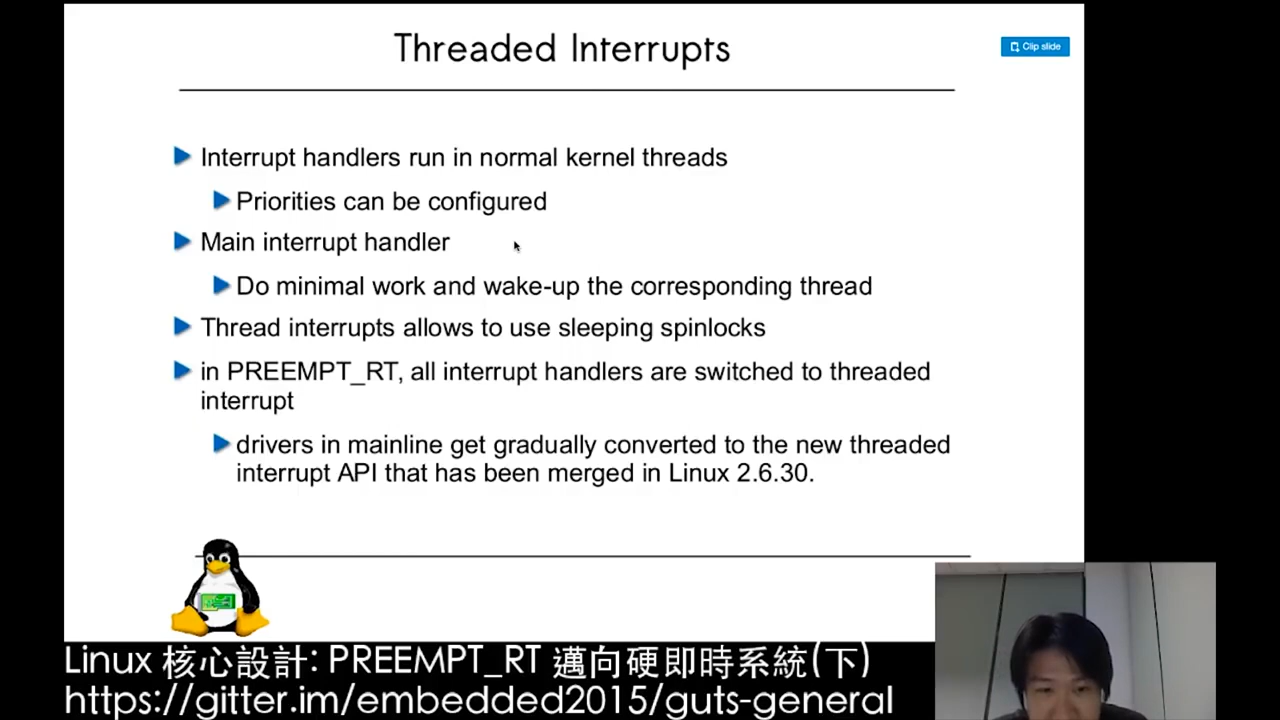 Threaded Interrupts
Clip slide
Interrupt handlers run in normal kernel threads
Priorities can be configured
Main interrupt handler
Do minimal work and wake-up the corresponding thread
Thread interrupts allows to use sleeping spinlocks
in PREEMPT_RT, all interrupt handlers are switched to threaded
interrupt
drivers in mainline get gradually converted to the new threaded
interrupt API that has been merged in Linux 2.6.30.
Linux 核心設計: PREEMPT_RT 邁向硬即時系統(下)
https://gitter.im/embedded2015/guts-general